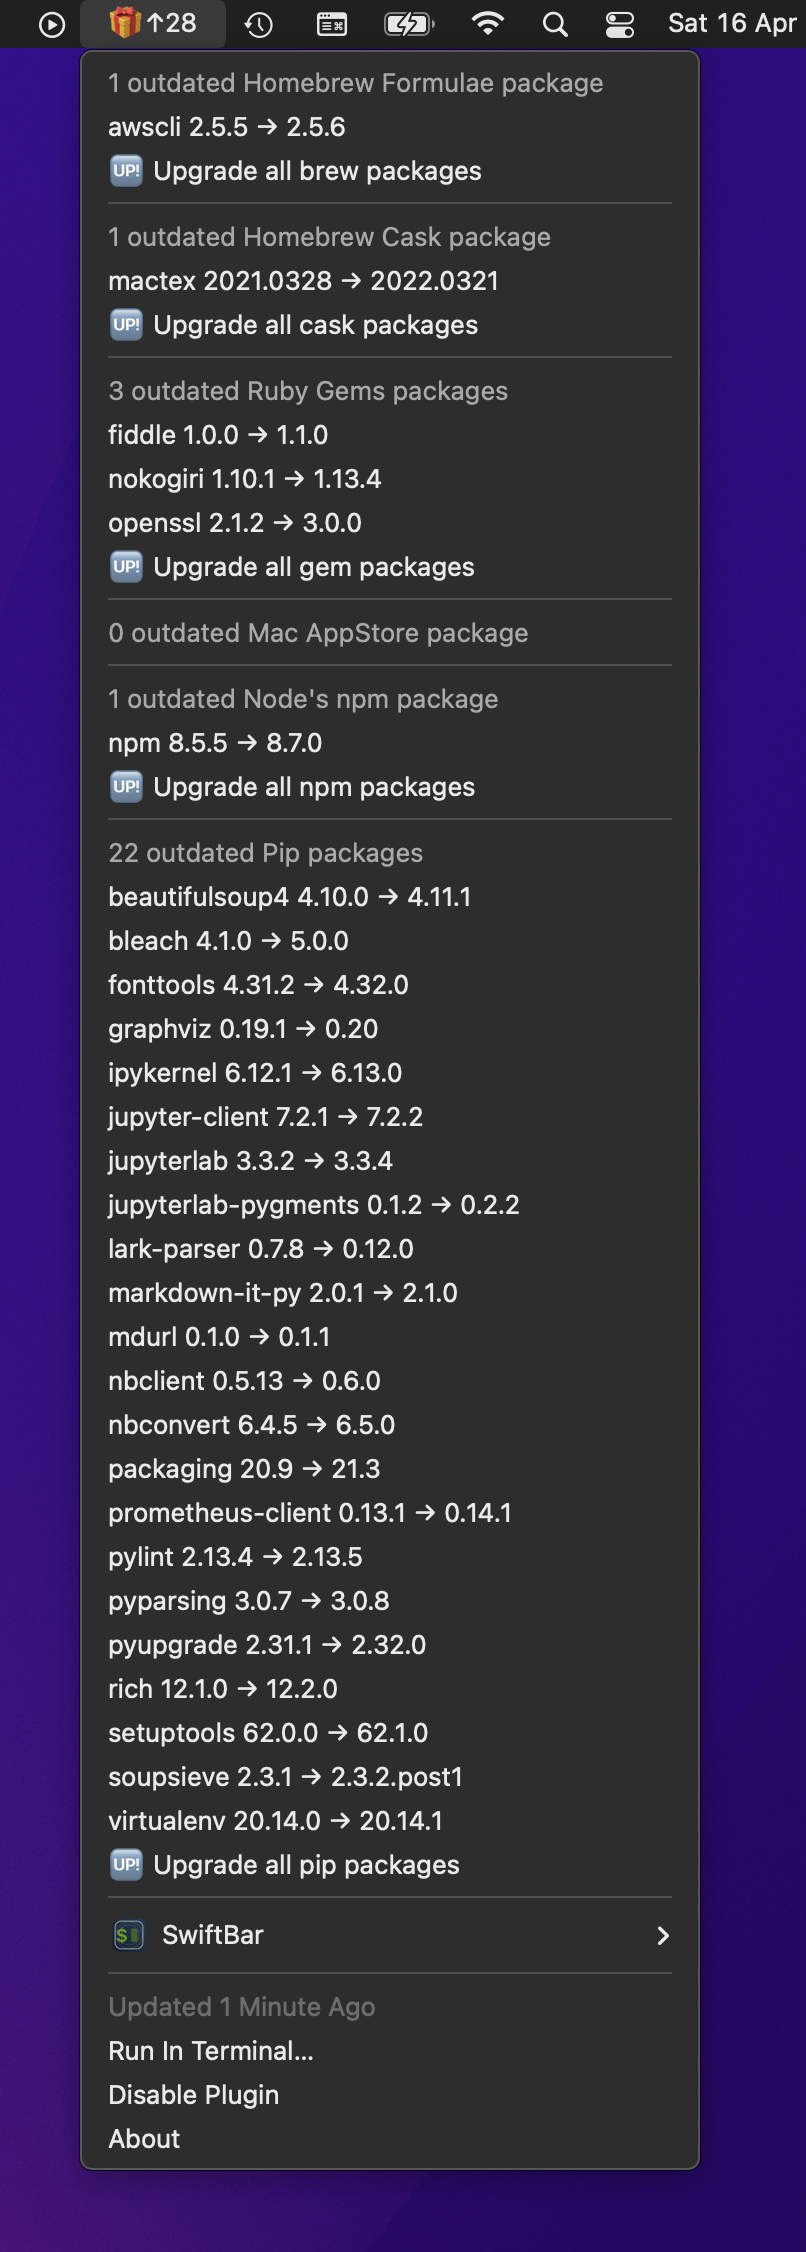 ↑28 Sat 16 Apr
1 outdated Homebrew Formulae package
awscli 2.5.5 → 2.5.6
UP! Upgrade all brew packages
1 outdated Homebrew Cask package
mactex 2021.0328 → 2022.0321
UP! Upgrade all cask packages
3 outdated Ruby Gems packages
fiddle 1.0.0 → 1.1.0
nokogiri 1.10.1 → 1.13.4
openssl 2.1.2 → 3.0.0
UP! Upgrade all gem packages
0 outdated Mac AppStore package
1 outdated Node's npm package
npm 8.5.5 → 8.7.0
UP! Upgrade all npm packages
22 outdated Pip packages
beautifulsoup4 4.10.0 → 4.11.1
bleach 4.1.0 → 5.0.0
fonttools 4.31.2 → 4.32.0
graphviz 0.19.1 → 0.20
ipykernel 6.12.1 → 6.13.0
jupyter-client 7.2.1 → 7.2.2
jupyterlab 3.3.2 → 3.3.4
jupyterlab-pygments 0.1.2 → 0.2.2
lark-parser 0.7.8 → 0.12.0
markdown-it-py 2.0.1 → 2.1.0
mdurl 0.1.0 → 0.1.1
nbclient 0.5.13 → 0.6.0
nbconvert 6.4.5 → 6.5.0
packaging 20.9 → 21.3
prometheus-client 0.13.1 → 0.14.1
pylint 2.13.4 → 2.13.5
pyparsing 3.0.7 → 3.0.8
pyupgrade 2.31.1 → 2.32.0
rich 12.1.0 → 12.2.0
setuptools 62.0.0 → 62.1.0
soupsieve 2.3.1 → 2.3.2.post1
virtualenv 20.14.0 → 20.14.1
UP! Upgrade all pip packages
$ SwiftBar
Updated 1 Minute Ago
Run In Terminal...
Disable Plugin
About